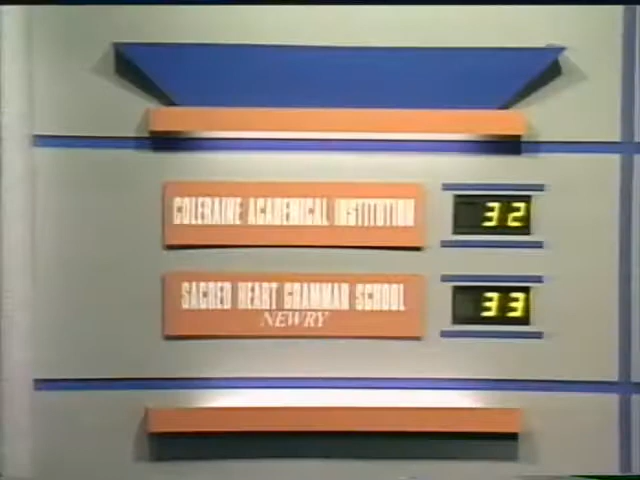 COLERAINE ACADEMICAL INSTITUTION 32
SACRED HEART GRAMMAR SCHOOL 33
NEWRY